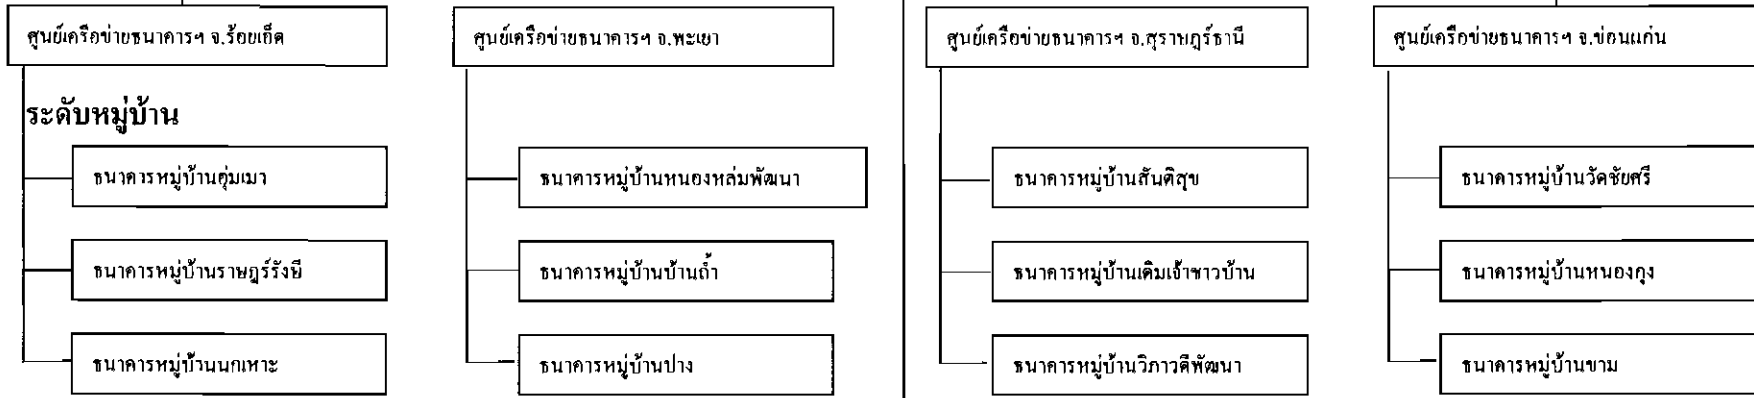 ศูนย์เครือข่ายธนาคารฯ จ.ร้อยเอ็ด
ศูนย์เครือข่ายธนาคารฯ จ.พะเยา
ศูนย์เครือข่ายธนาคารฯ จ.สุราษฎร์ธานี
ศูนย์เครือข่ายธนาคารฯ จ.ขอนแก่น
ระดับหมู่บ้าน
ธนาคารหมู่บ้านอุ่มเมา
ธนาคารหมู่บ้านหนองหล่มพัฒนา
ธนาคารหมู่บ้านสันติสุข
ธนาคารหมู่บ้านวัดชัยศรี
ธนาคารหมู่บ้านราษฎร์รังษี
ธนาคารหมู่บ้านบ้านถ้ำ
ธนาคารหมู่บ้านเดิมเจ้าชาวบ้าน
ธนาคารหมู่บ้านหนองกุง
ธนาคารหมู่บ้านนกเหาะ
ธนาคารหมู่บ้านปาง
ธนาคารหมู่บ้านวิภาวดีพัฒนา
ธนาคารหมู่บ้านขาม